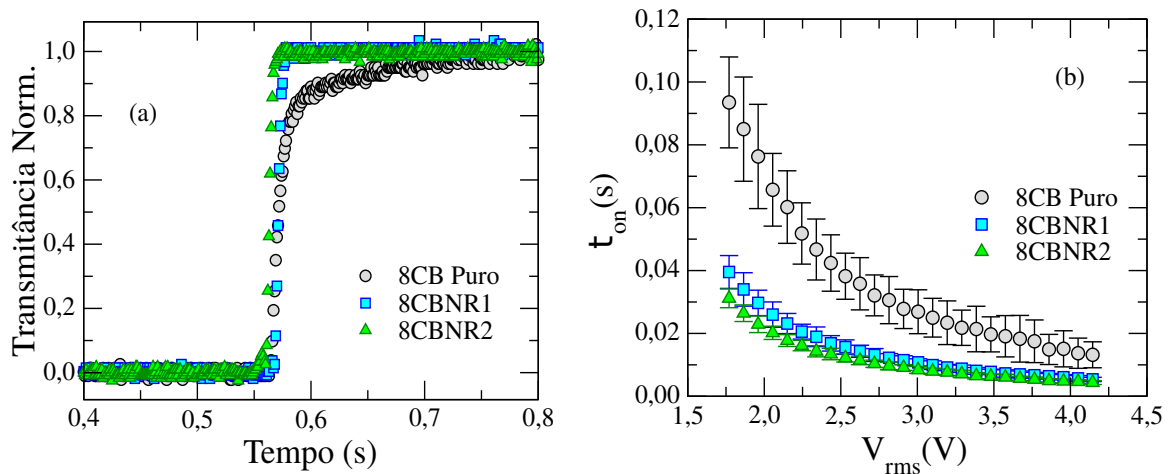 (a)
Transmitância Norm.
1,0
0,8
0,6
0,4
0,2
0,0
8CB Puro
8CBNR1
8CBNR2
0,4 0,5 0,6 0,7 0,8
Tempo (s)
(b)
t_on(s)
0,12
0,10
0,08
0,06
0,04
0,02
0,00
8CB Puro
8CBNR1
8CBNR2
1,5 2,0 2,5 3,0 3,5 4,0 4,5
V_rms(V)